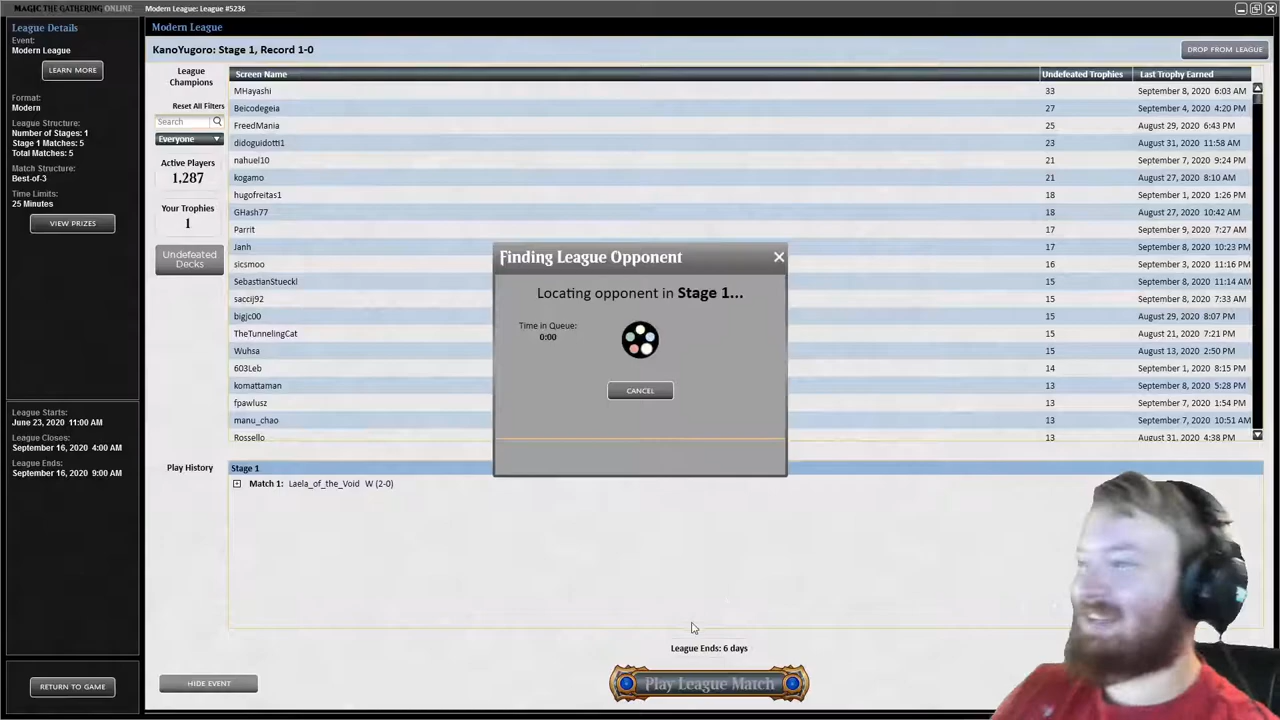 MAGIC THE GATHERING ONLINE
Modern League: League #5236
League Details
Event:
Modern League
LEARN MORE
Format:
Modern
League Structure:
Number of Stages: 1
Stage 1 Matches: 5
Total Matches: 5
Match Structure:
Best-of-3
Time Limits:
25 Minutes
VIEW PRIZES
League Starts:
June 23, 2020 11:00 AM
League Closes:
September 16, 2020 4:00 AM
League Ends:
September 16, 2020 9:00 AM
RETURN TO GAME
Modern League
KanoYugoro: Stage 1, Record 1-0
DROP FROM LEAGUE
League
Champions
Reset All Filters
Search
Everyone
Active Players
1,287
Your Trophies
1
Undefeated
Decks
Screen Name Undefeated Trophies Last Trophy Earned
MHayashi 33 September 8, 2020 6:03 AM
Beicodegeia 27 September 4, 2020 4:20 PM
FreedMania 25 August 29, 2020 6:43 PM
didoguidotti1 23 August 31, 2020 11:58 AM
nahuel10 21 September 7, 2020 9:24 PM
kogamo 21 August 27, 2020 8:10 AM
hugofreitas1 18 September 1, 2020 1:26 PM
GHash77 18 August 27, 2020 10:42 AM
Parrit 17 September 9, 2020 7:27 AM
Janh 17 September 8, 2020 10:23 PM
sicsmoo 16 September 3, 2020 11:16 PM
SebastianStueckl 15 September 8, 2020 11:14 AM
saccij92 15 September 8, 2020 7:33 AM
bigjc00 15 August 29, 2020 8:07 PM
TheTunnelingCat 15 August 21, 2020 7:21 PM
Wuhsa 15 August 13, 2020 2:50 PM
603Leb 14 September 1, 2020 8:15 PM
komattaman 13 September 8, 2020 5:28 PM
fpawlusz 13 September 7, 2020 1:54 PM
manu_chao 13 September 7, 2020 10:51 AM
Rossello 13 August 31, 2020 4:38 PM
Finding League Opponent
Locating opponent in Stage 1...
Time in Queue:
0:00
CANCEL
Play History
Stage 1
Match 1: Laela_of_the_Void W (2-0)
League Ends: 6 days
HIDE EVENT
Play League Match